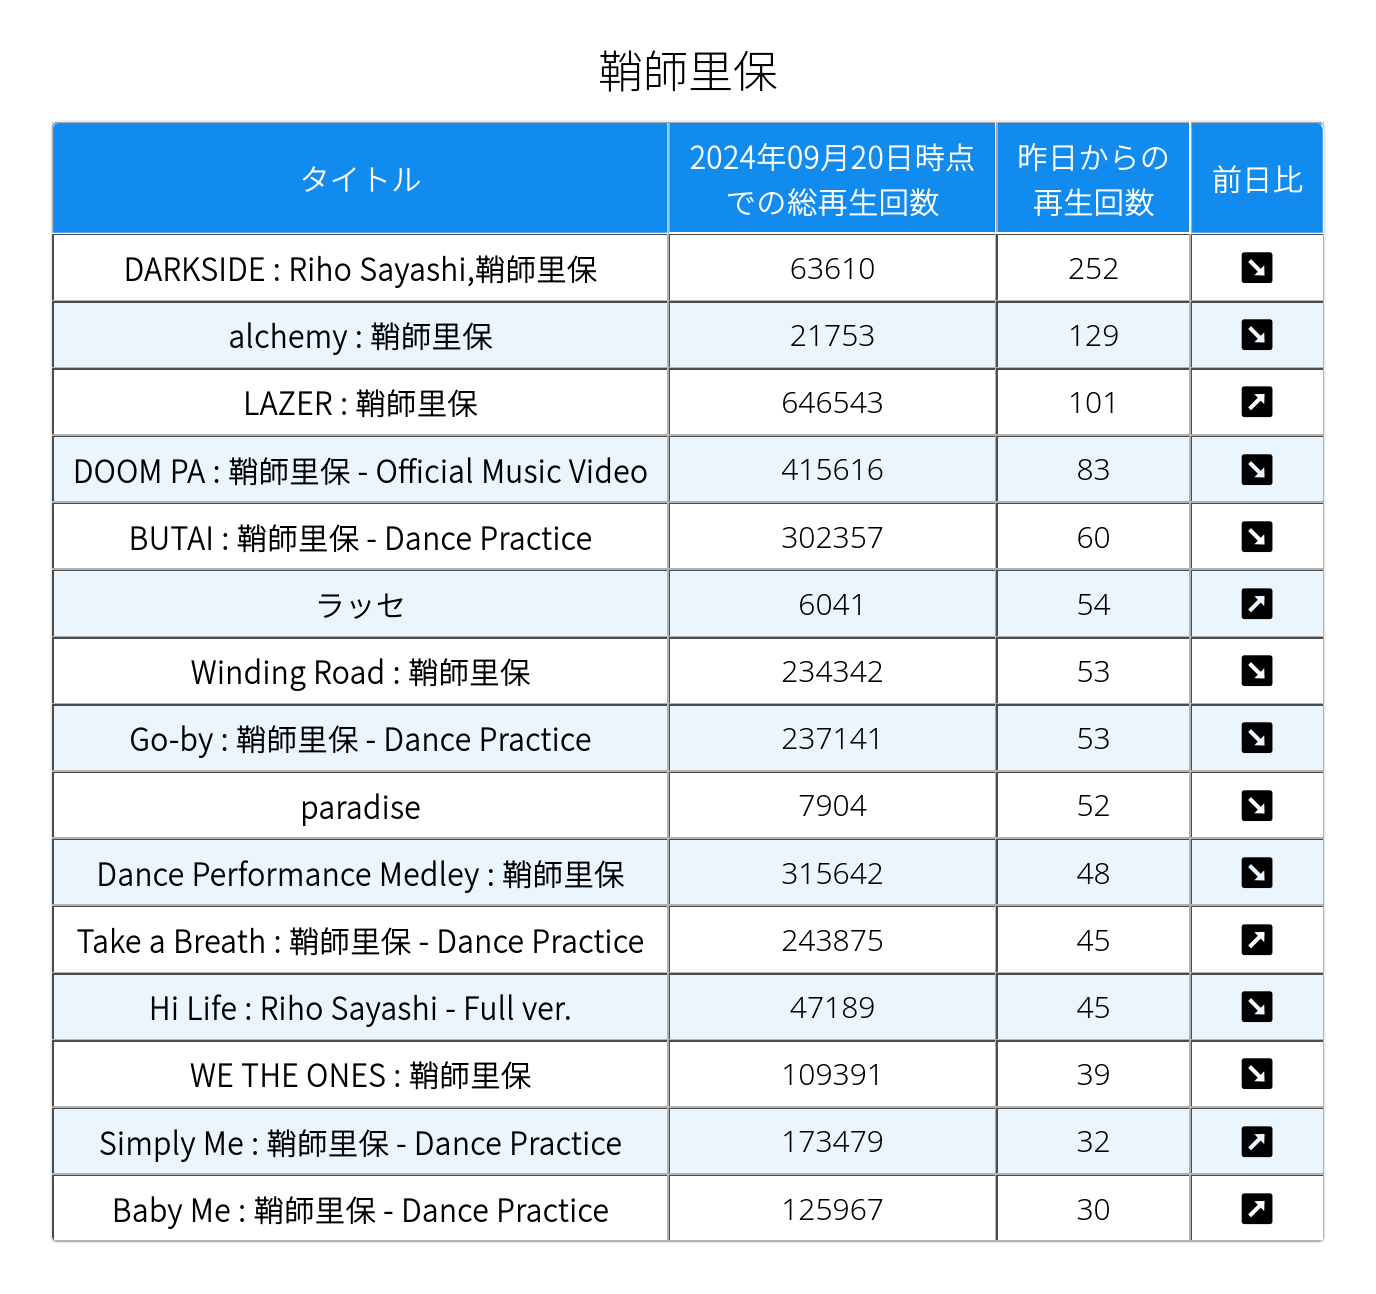 鞘師里保
タイトル 2024年09月20日時点での総再生回数 昨日からの再生回数 前日比
DARKSIDE : Riho Sayashi,鞘師里保 63610 252
alchemy : 鞘師里保 21753 129
LAZER : 鞘師里保 646543 101
DOOM PA : 鞘師里保 - Official Music Video 415616 83
BUTAI : 鞘師里保 - Dance Practice 302357 60
ラッセ 6041 54
Winding Road : 鞘師里保 234342 53
Go-by : 鞘師里保 - Dance Practice 237141 53
paradise 7904 52
Dance Performance Medley : 鞘師里保 315642 48
Take a Breath : 鞘師里保 - Dance Practice 243875 45
Hi Life : Riho Sayashi - Full ver. 47189 45
WE THE ONES : 鞘師里保 109391 39
Simply Me : 鞘師里保 - Dance Practice 173479 32
Baby Me : 鞘師里保 - Dance Practice 125967 30